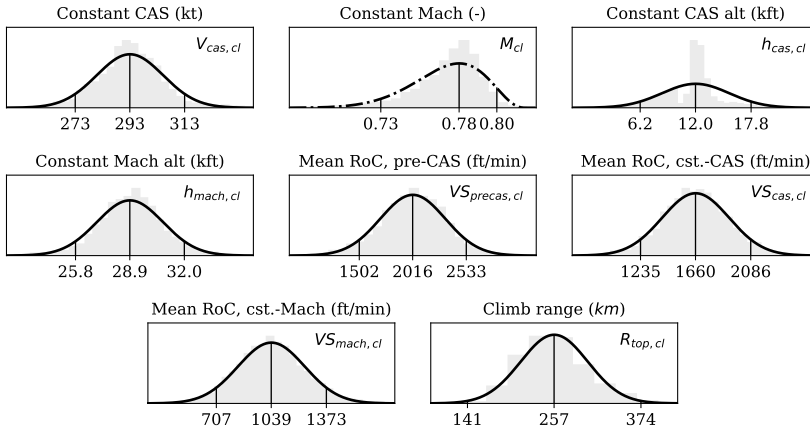 Constant CAS (kt)
V_cas,cl
273 293 313
Constant Mach (-)
M_cl
0.73 0.78 0.80
Constant CAS alt (kft)
h_cas,cl
6.2 12.0 17.8
Constant Mach alt (kft)
h_mach,cl
25.8 28.9 32.0
Mean RoC, pre-CAS (ft/min)
VS_precas,cl
1502 2016 2533
Mean RoC, cst.-CAS (ft/min)
VS_cas,cl
1235 1660 2086
Mean RoC, cst.-Mach (ft/min)
VS_mach,cl
707 1039 1373
Climb range (km)
R_top,cl
141 257 374